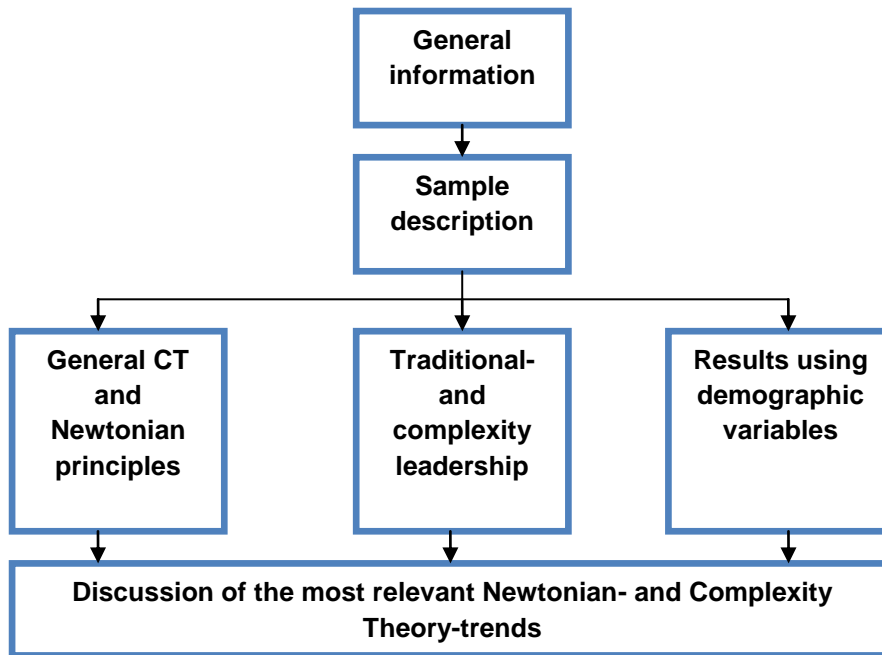 General
information
Sample
description
General CT
and
Newtonian
principles
Traditional-
and
complexity
leadership
Results using
demographic
variables
Discussion of the most relevant Newtonian- and Complexity
Theory-trends